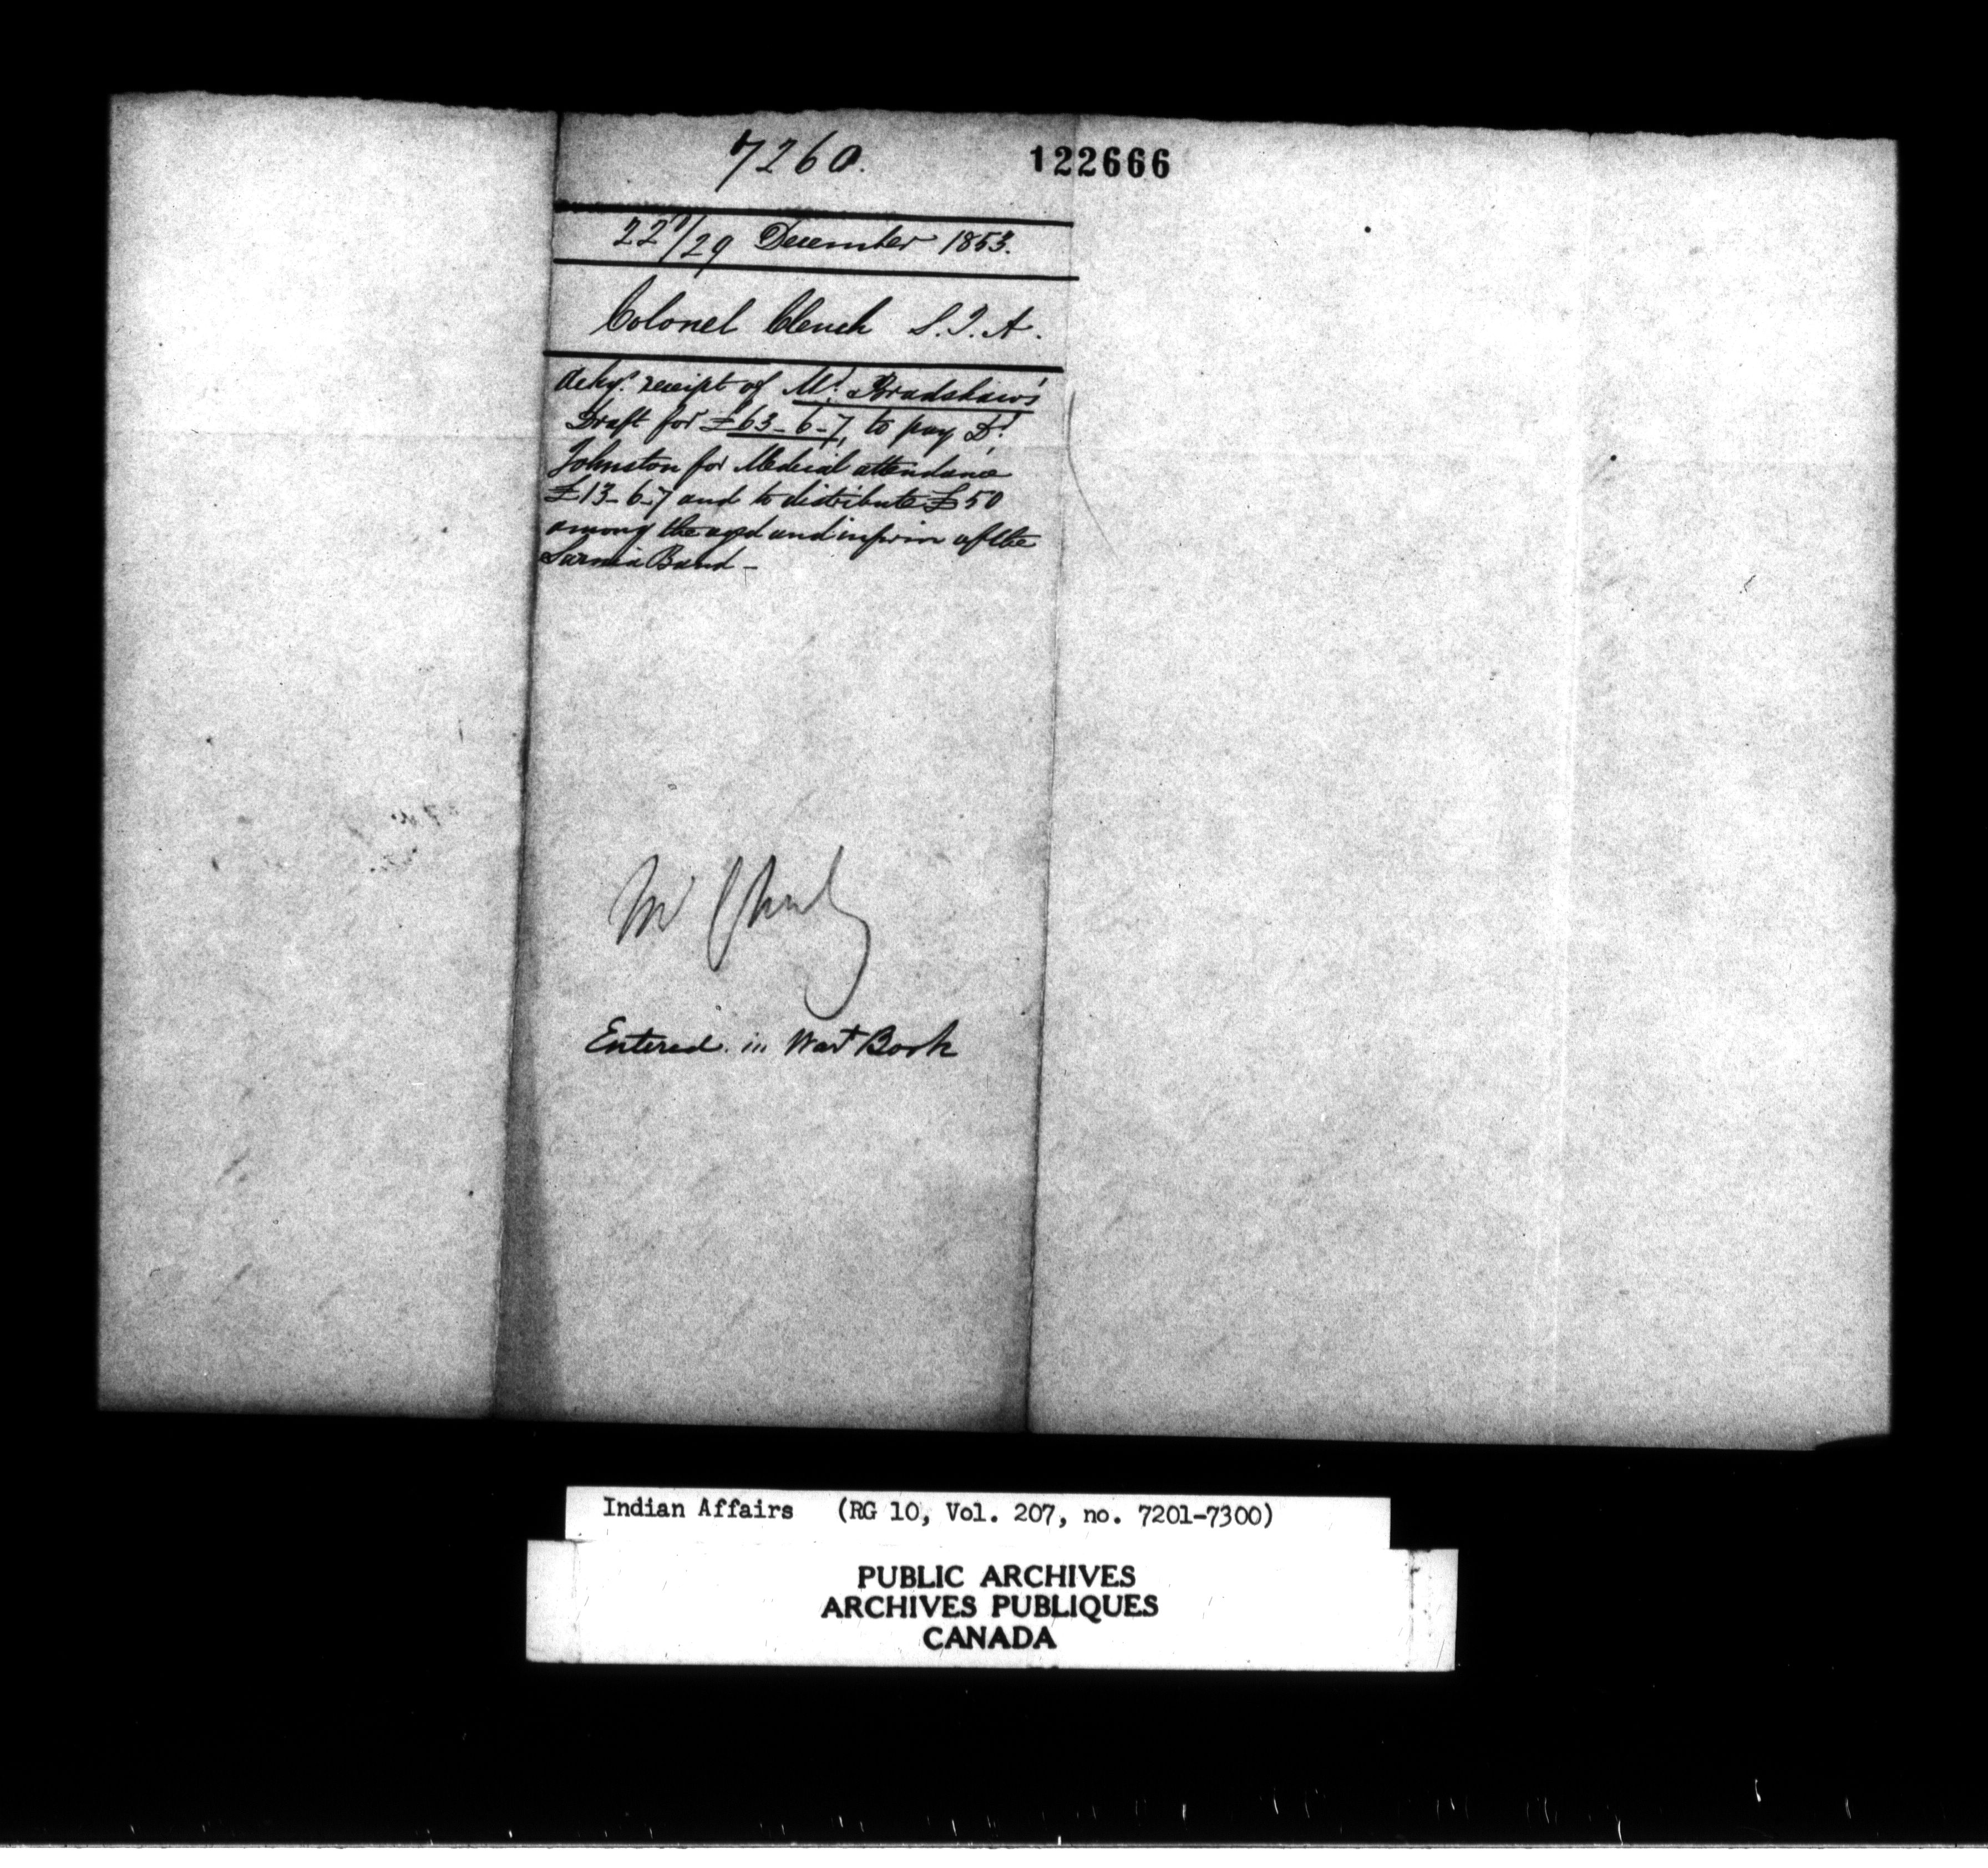 7260.
122666
22d/29 December 1853.
Colonel Clench S.I.A.
Ackgs. receipt of Mr. Bradshaw's
Draft for £63-6-7, to pay Dr.
Johnston for Medical attendance
£13-6-7 and to distribute £50
among the aged and infirm of the
Sarnia Band -
Mr
Entered in Wart Book
Indian Affairs (RG 10, Vol. 207, no. 7201-7300)
PUBLIC ARCHIVES
ARCHIVES PUBLIQUES
CANADA